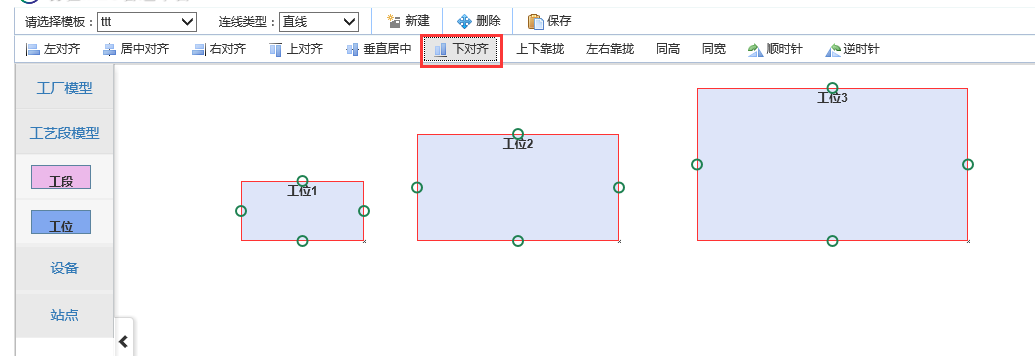 请选择模板： ttt 连线类型： 直线 新建 删除 保存
左对齐 居中对齐 右对齐 上对齐 垂直居中 下对齐 上下靠拢 左右靠拢 同高 同宽 顺时针 逆时针
工厂模型
工艺段模型
工段
工位
设备
站点
工位1
工位2
工位3